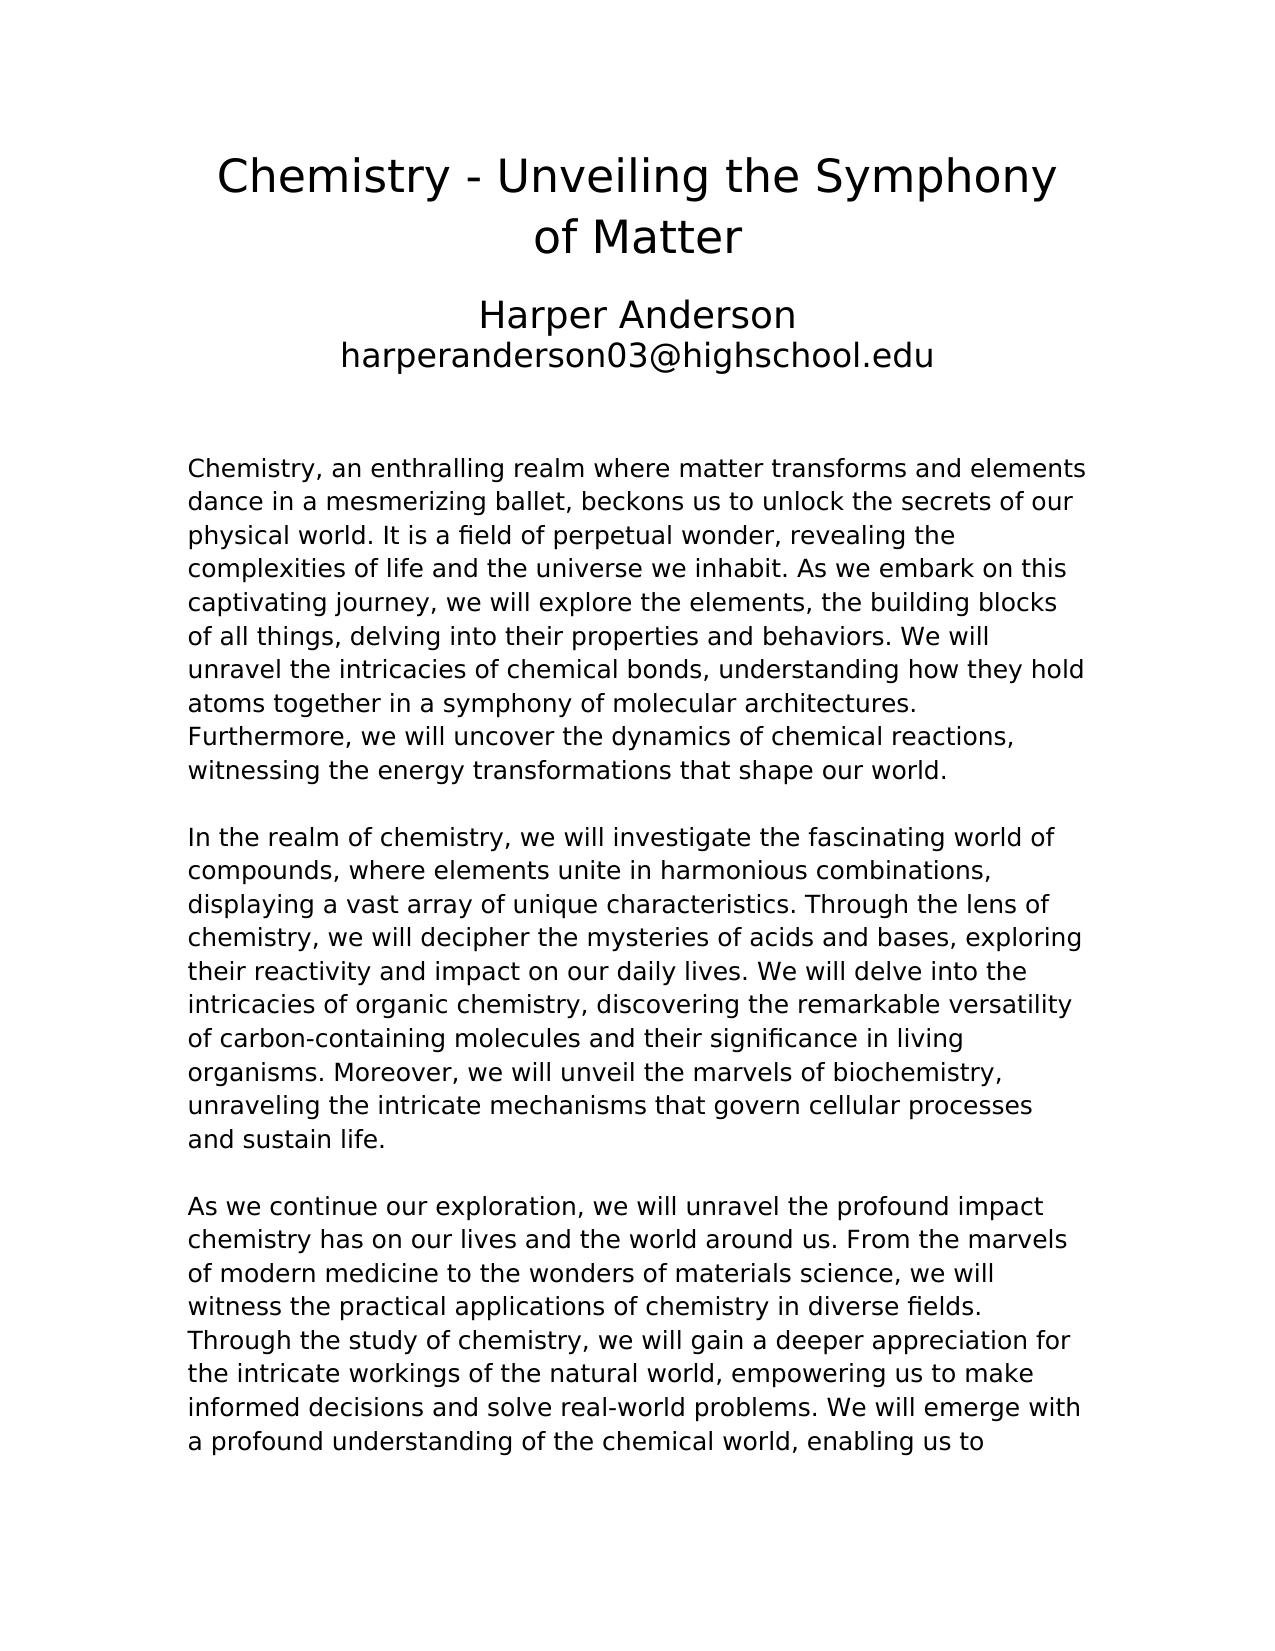 Chemistry - Unveiling the Symphony
of Matter
Harper Anderson
harperanderson03@highschool.edu
Chemistry, an enthralling realm where matter transforms and elements
dance in a mesmerizing ballet, beckons us to unlock the secrets of our
physical world. It is a field of perpetual wonder, revealing the
complexities of life and the universe we inhabit. As we embark on this
captivating journey, we will explore the elements, the building blocks
of all things, delving into their properties and behaviors. We will
unravel the intricacies of chemical bonds, understanding how they hold
atoms together in a symphony of molecular architectures.
Furthermore, we will uncover the dynamics of chemical reactions,
witnessing the energy transformations that shape our world.
In the realm of chemistry, we will investigate the fascinating world of
compounds, where elements unite in harmonious combinations,
displaying a vast array of unique characteristics. Through the lens of
chemistry, we will decipher the mysteries of acids and bases, exploring
their reactivity and impact on our daily lives. We will delve into the
intricacies of organic chemistry, discovering the remarkable versatility
of carbon-containing molecules and their significance in living
organisms. Moreover, we will unveil the marvels of biochemistry,
unraveling the intricate mechanisms that govern cellular processes
and sustain life.
As we continue our exploration, we will unravel the profound impact
chemistry has on our lives and the world around us. From the marvels
of modern medicine to the wonders of materials science, we will
witness the practical applications of chemistry in diverse fields.
Through the study of chemistry, we will gain a deeper appreciation for
the intricate workings of the natural world, empowering us to make
informed decisions and solve real-world problems. We will emerge with
a profound understanding of the chemical world, enabling us to